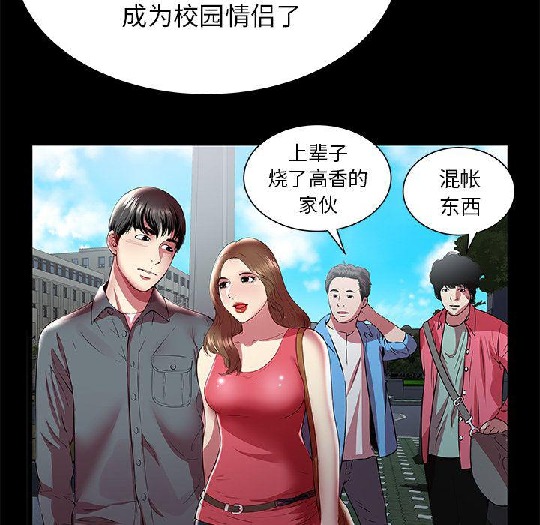 成为校园情侣了
上辈子
烧了高香的
家伙
混帐
东西